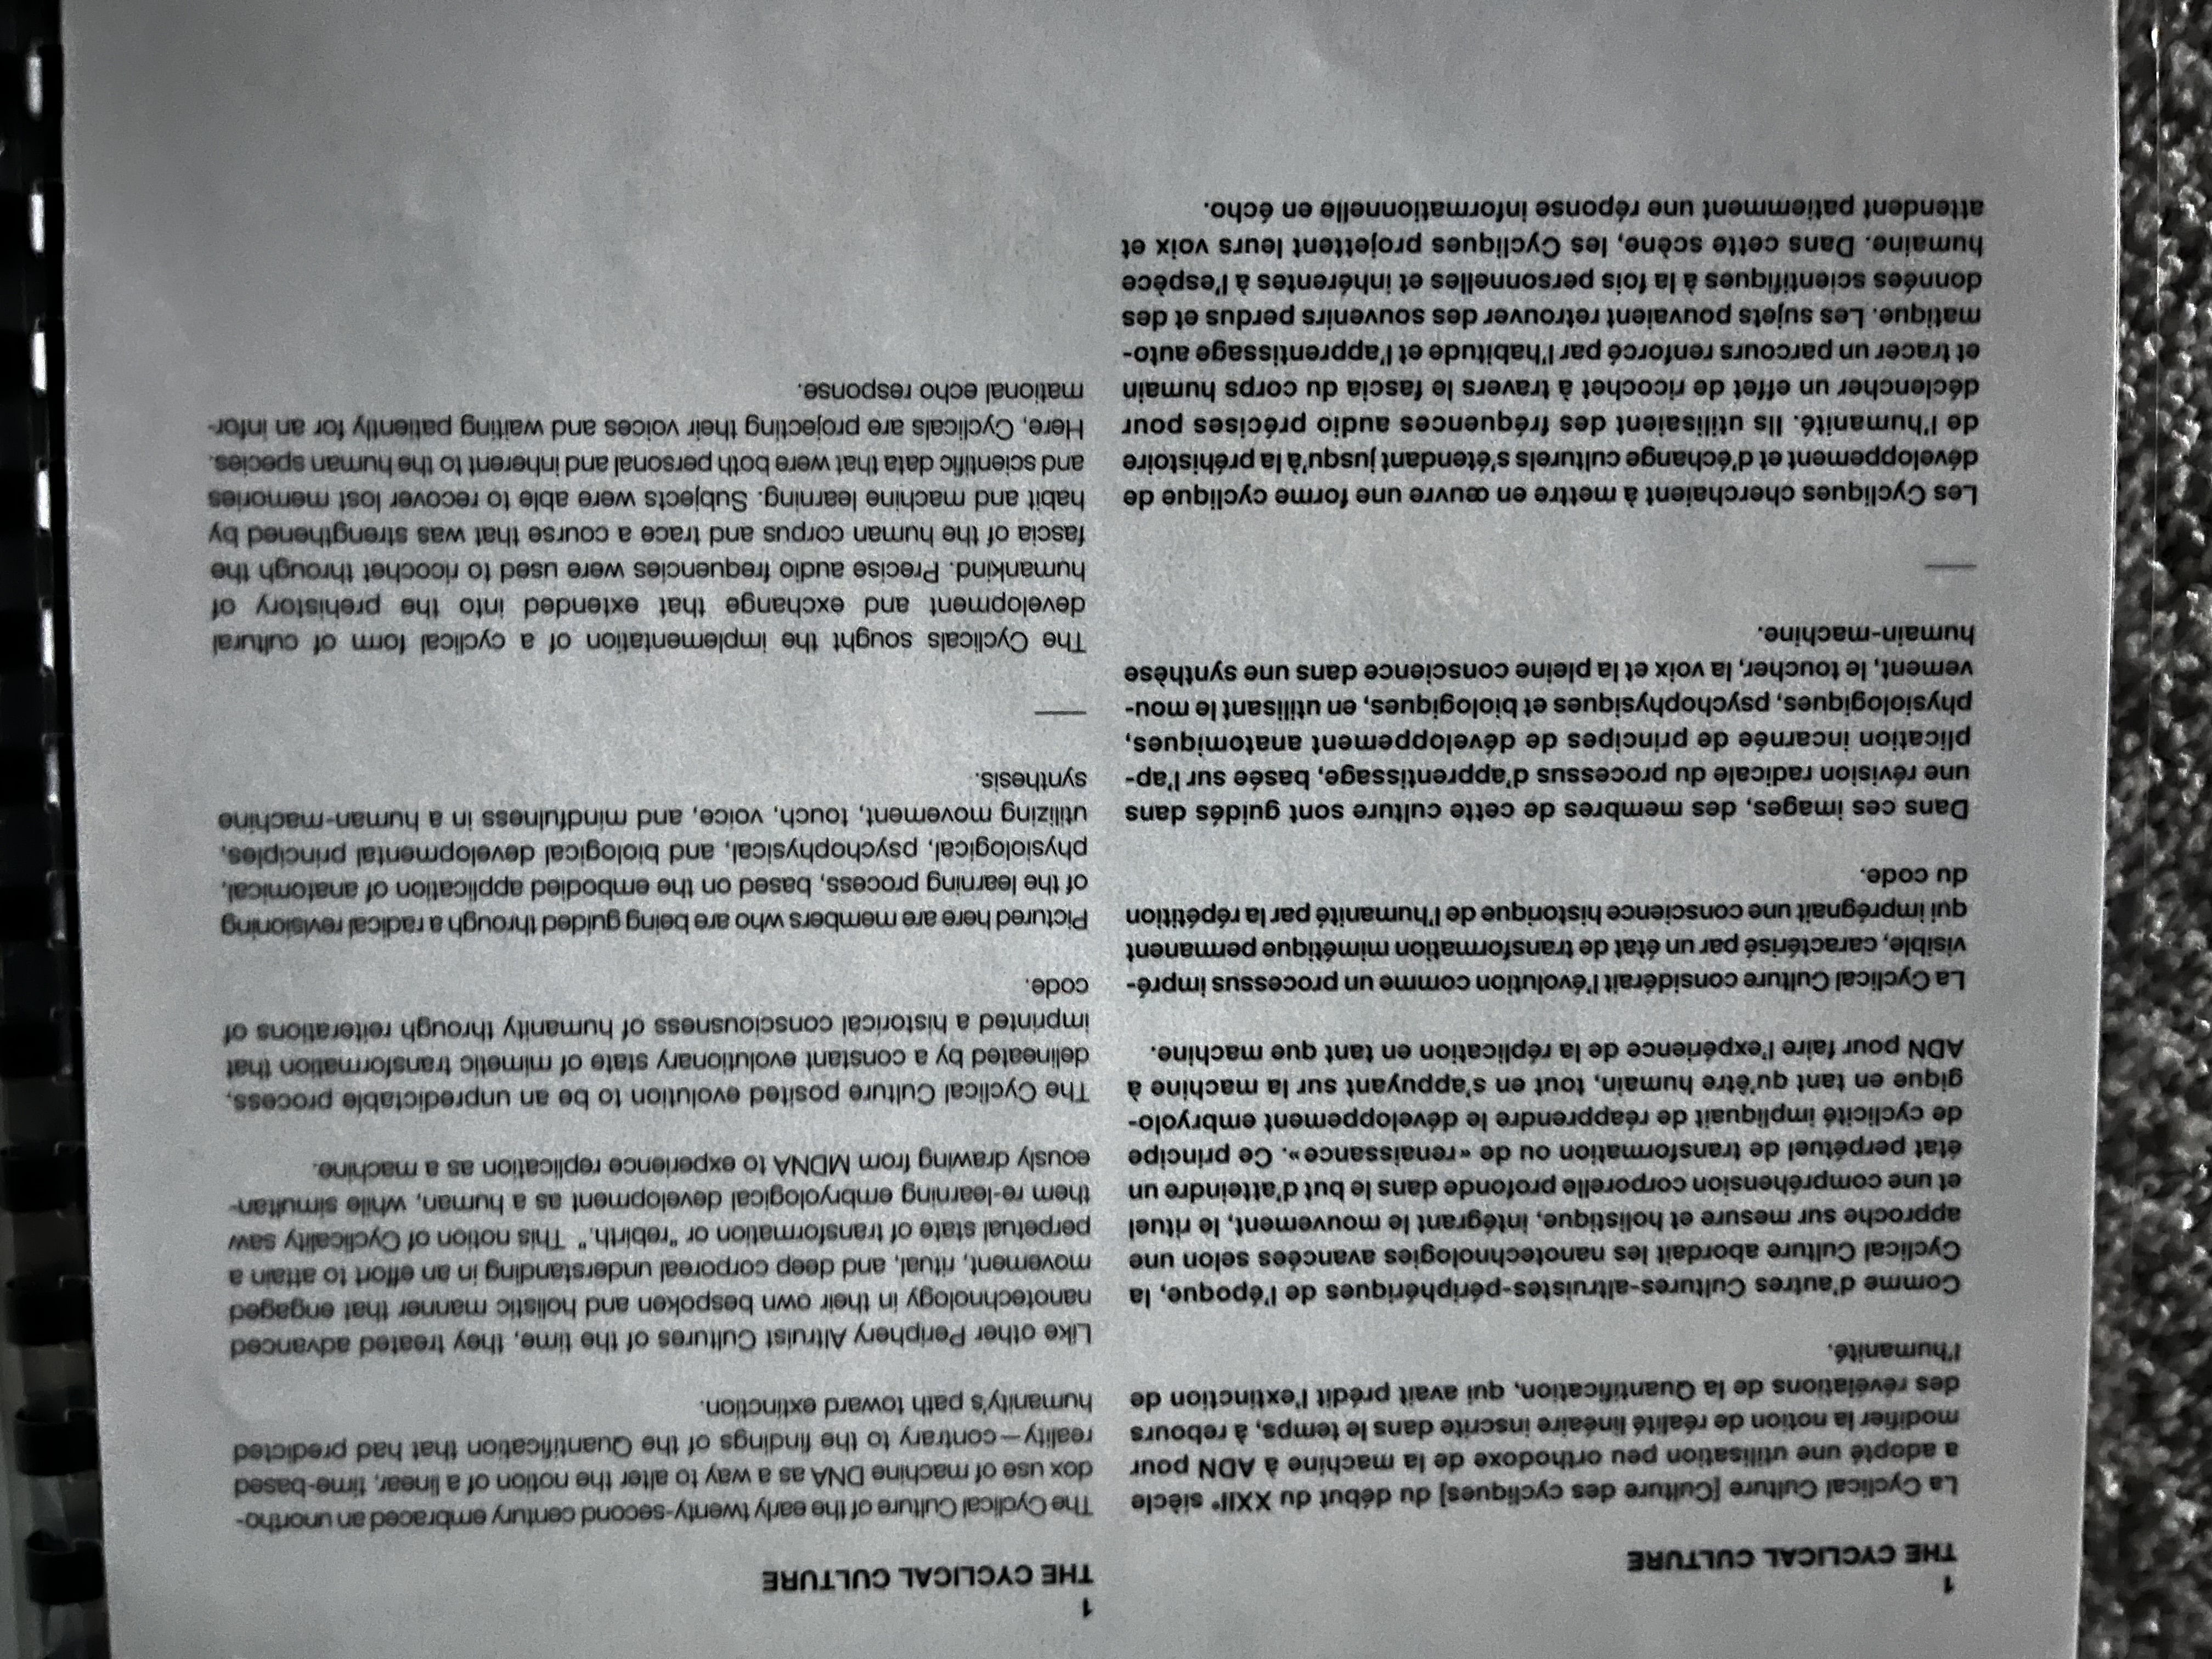 1
THE CYCLICAL CULTURE
La Cyclical Culture [Culture des cycliques] du début du XXIIᵉ siècle
a adopté une utilisation peu orthodoxe de la machine à ADN pour
modifier la notion de réalité linéaire inscrite dans le temps, à rebours
des révélations de la Quantification, qui avait prédit l'extinction de
l'humanité.
Comme d'autres Cultures-altruistes-périphériques de l'époque, la
Cyclical Culture abordait les nanotechnologies avancées selon une
approche sur mesure et holistique, intégrant le mouvement, le rituel
et une compréhension corporelle profonde dans le but d'atteindre un
état perpétuel de transformation ou de «renaissance». Ce principe
de cyclicité impliquait de réapprendre le développement embryolo-
gique en tant qu'être humain, tout en s'appuyant sur la machine à
ADN pour faire l'expérience de la réplication en tant que machine.
La Cyclical Culture considérait l'évolution comme un processus impré-
visible, caractérisé par un état de transformation mimétique permanent
qui imprégnait une conscience historique de l'humanité par la répétition
du code.
Dans ces images, des membres de cette culture sont guidés dans
une révision radicale du processus d'apprentissage, basée sur l'ap-
plication incarnée de principes de développement anatomiques,
physiologiques, psychophysiques et biologiques, en utilisant le mou-
vement, le toucher, la voix et la pleine conscience dans une synthèse
humain-machine.
Les Cycliques cherchaient à mettre en œuvre une forme cyclique de
développement et d'échange culturels s'étendant jusqu'à la préhistoire
de l'humanité. Ils utilisaient des fréquences audio précises pour
déclencher un effet de ricochet à travers le fascia du corps humain
et tracer un parcours renforcé par l'habitude et l'apprentissage auto-
matique. Les sujets pouvaient retrouver des souvenirs perdus et des
données scientifiques à la fois personnelles et inhérentes à l'espèce
humaine. Dans cette scène, les Cycliques projettent leurs voix et
attendent patiemment une réponse informationnelle en écho.
1
THE CYCLICAL CULTURE
The Cyclical Culture of the early twenty-second century embraced an unortho-
dox use of machine DNA as a way to alter the notion of a linear, time-based
reality—contrary to the findings of the Quantification that had predicted
humanity's path toward extinction.
Like other Periphery Altruist Cultures of the time, they treated advanced
nanotechnology in their own bespoken and holistic manner that engaged
movement, ritual, and deep corporeal understanding in an effort to attain a
perpetual state of transformation or "rebirth." This notion of Cyclicality saw
them re-learning embryological development as a human, while simultan-
eously drawing from MDNA to experience replication as a machine.
The Cyclical Culture posited evolution to be an unpredictable process,
delineated by a constant evolutionary state of mimetic transformation that
imprinted a historical consciousness of humanity through reiterations of
code.
Pictured here are members who are being guided through a radical revisioning
of the learning process, based on the embodied application of anatomical,
physiological, psychophysical, and biological developmental principles,
utilizing movement, touch, voice, and mindfulness in a human-machine
synthesis.
The Cyclicals sought the implementation of a cyclical form of cultural
development and exchange that extended into the prehistory of
humankind. Precise audio frequencies were used to ricochet through the
fascia of the human corpus and trace a course that was strengthened by
habit and machine learning. Subjects were able to recover lost memories
and scientific data that were both personal and inherent to the human species.
Here, Cyclicals are projecting their voices and waiting patiently for an infor-
mational echo response.